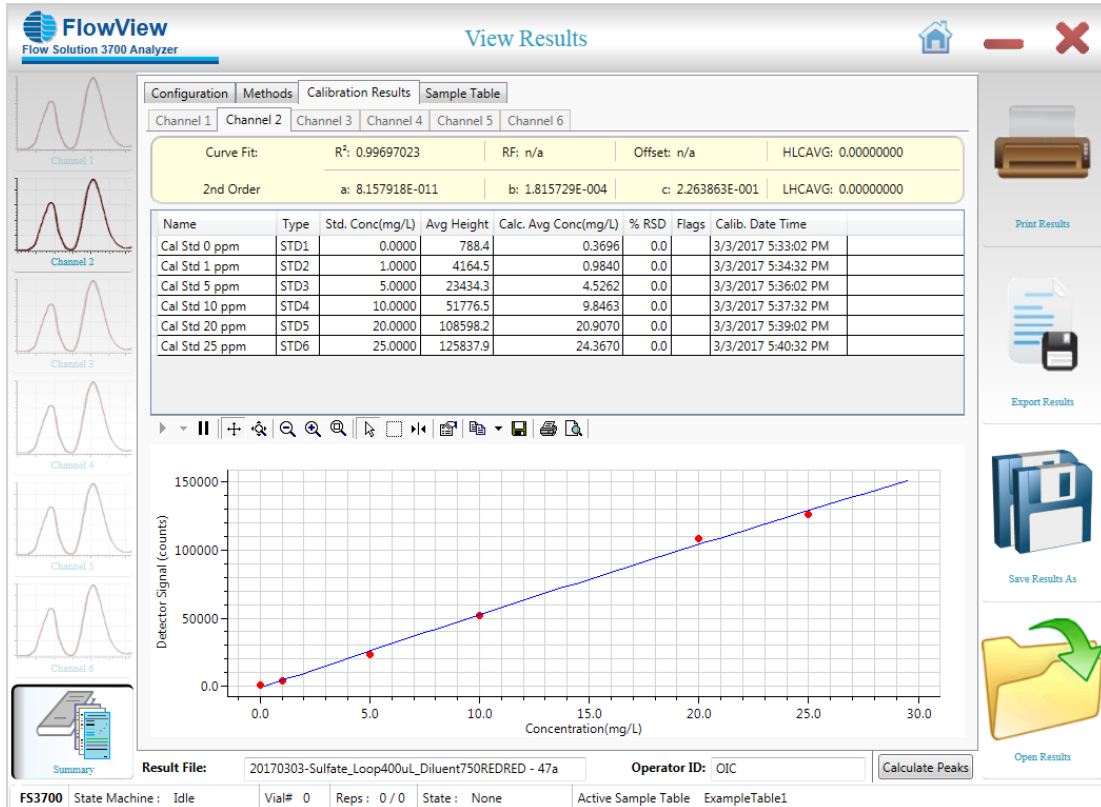 FlowView
Flow Solution 3700 Analyzer
View Results
Configuration Methods Calibration Results Sample Table
Channel 1 Channel 2 Channel 3 Channel 4 Channel 5 Channel 6
Curve Fit: R²: 0.99697023 RF: n/a Offset: n/a HLCAVG: 0.00000000
2nd Order a: 8.157918E-011 b: 1.815729E-004 c: 2.263863E-001 LHCAVG: 0.00000000
Name Type Std. Conc(mg/L) Avg Height Calc. Avg Conc(mg/L) % RSD Flags Calib. Date Time
Cal Std 0 ppm STD1 0.0000 788.4 0.3696 0.0 3/3/2017 5:33:02 PM
Cal Std 1 ppm STD2 1.0000 4164.5 0.9840 0.0 3/3/2017 5:34:32 PM
Cal Std 5 ppm STD3 5.0000 23434.3 4.5262 0.0 3/3/2017 5:36:02 PM
Cal Std 10 ppm STD4 10.0000 51776.5 9.8463 0.0 3/3/2017 5:37:32 PM
Cal Std 20 ppm STD5 20.0000 108598.2 20.9070 0.0 3/3/2017 5:39:02 PM
Cal Std 25 ppm STD6 25.0000 125837.9 24.3670 0.0 3/3/2017 5:40:32 PM
150000
100000
50000
0.0
Detector Signal (counts)
0.0 5.0 10.0 15.0 20.0 25.0 30.0
Concentration(mg/L)
Channel 1
Channel 2
Channel 3
Channel 4
Channel 5
Channel 6
Summary
Print Results
Export Results
Save Results As
Open Results
Result File: 20170303-Sulfate_Loop400uL_Diluent750REDRED - 47a Operator ID: OIC Calculate Peaks
FS3700 State Machine : Idle Vial# 0 Reps : 0 / 0 State : None Active Sample Table ExampleTable1